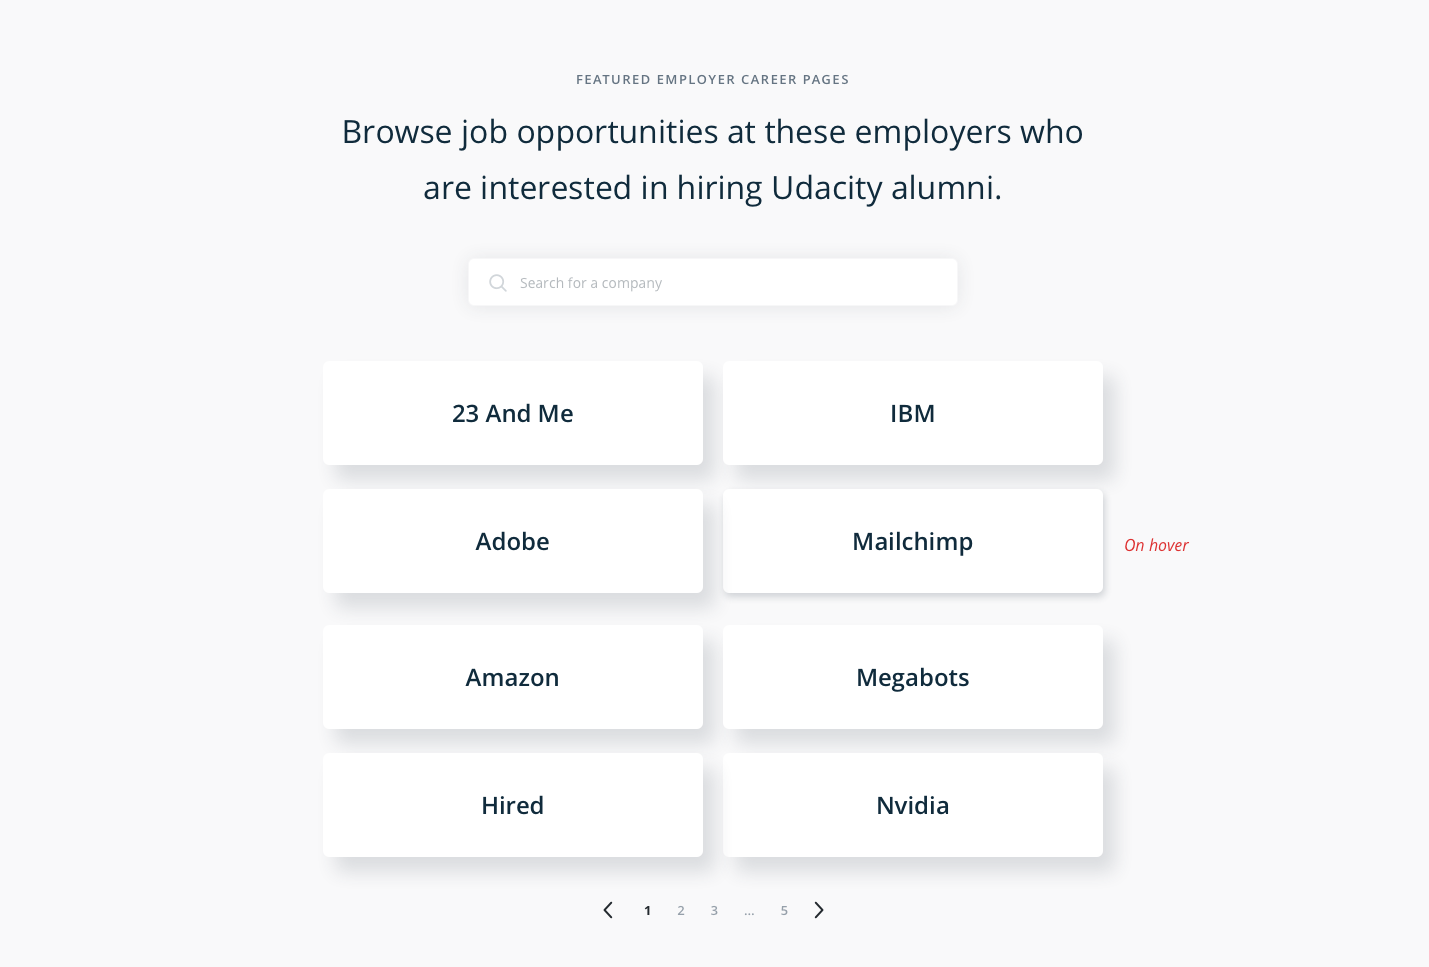 FEATURED EMPLOYER CAREER PAGES
Browse job opportunities at these employers who
are interested in hiring Udacity alumni.
Search for a company
23 And Me
IBM
Adobe
Mailchimp
On hover
Amazon
Megabots
Hired
Nvidia
1 2 3 ... 5